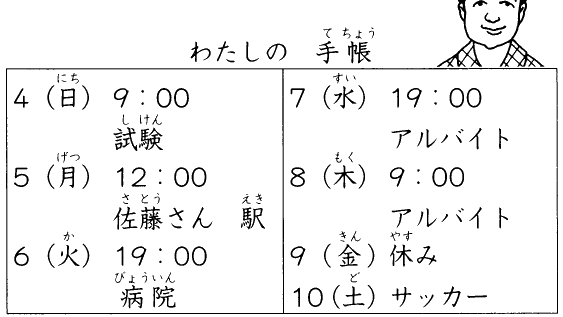 わたしの 手帳
4（日） 9：00
試験
5（月） 12：00
佐藤さん 駅
6（火） 19：00
病院
7（水） 19：00
アルバイト
8（木） 9：00
アルバイト
9（金）休み
10（土）サッカー